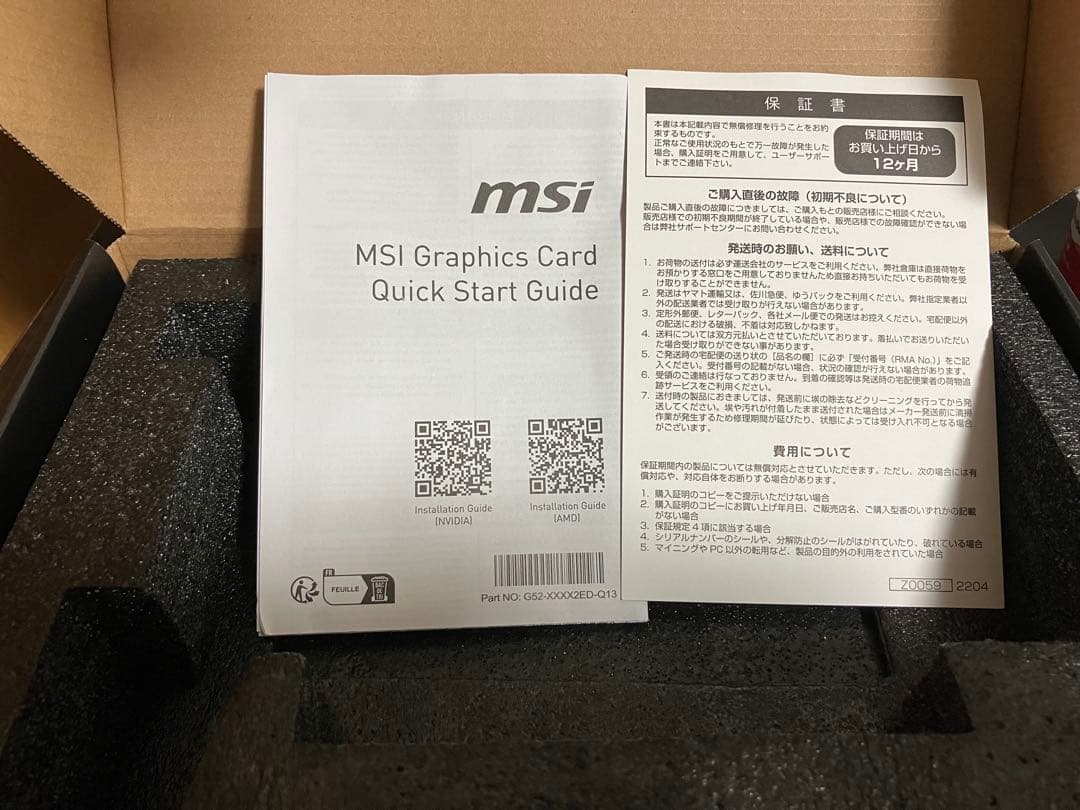 msi
MSI Graphics Card
Quick Start Guide
Installation Guide
(NVIDIA)
Installation Guide
(AMD)
FR
FEUILLE
BAC
DE
TRI
Part NO: G52-XXXX2ED-Q13
保証書
本書は本記載内容で無償修理を行うことをお約
束するものです。
正常なご使用状況のもとで万一故障が発生した
場合、購入証明をご用意して、ユーザーサポー
トまでご連絡下さい。
保証期間は
お買い上げ日から
12ヶ月
ご購入直後の故障（初期不良について）
製品ご購入直後の故障につきましては、ご購入もとの販売店様にご相談ください。
販売店様での初期不良期間が終了している場合や、販売店様での故障確認ができない場
合は弊社サポートセンターにお問い合わせください。
発送時のお願い、送料について
1. お荷物の送付は必ず運送会社のサービスをご利用ください。弊社倉庫は直接荷物を
お預かりする窓口をご用意しておりませんため直接お持ちいただいてもお荷物を受
け取りすることができません。
2. 発送はヤマト運輸又は、佐川急便、ゆうパックをご利用ください。弊社指定業者以
外の配送業者では受け取りが行えない場合があります。
3. 定形外郵便、レターパック、各社メール便での発送はお控えください。宅配便以外
の配送における破損、不着は対応致しかねます。
4. 送料については双方元払いとさせていただいております。着払いでお送りいただい
た場合受け取りができない事があります。
5. ご発送時の宅配便の送り状の【品名の欄】に必ず「受付番号（RMA No.）」をご記
入ください。受付番号の記載がない場合、状況の確認が行えない場合があります。
6. 受領のご連絡は行なっておりません。到着の確認等は発送時の宅配便業者の荷物追
跡サービスをご利用ください。
7. 送付時の製品におきましては、発送前に埃の除去などクリーニングを行ってから発
送してください。埃や汚れが付着したまま送付された場合はメーカー発送前に清掃
作業が発生するため修理期間が延びたり、状態によっては受け入れ不可となる場合
がございます。
費用について
保証期間内の製品については無償対応とさせていただきます。ただし、次の場合には有
償対応や、対応自体をお断りする場合があります。
1. 購入証明のコピーをご提示いただけない場合
2. 購入証明のコピーにお買い上げ年月日、ご販売店名、ご購入型番のいずれかの記載
がない場合
3. 保証規定4項に該当する場合
4. シリアルナンバーのシールや、分解防止のシールがはがれていたり、破れている場合
5. マイニングやPC以外の転用など、製品の目的外の利用をされていた場合
Z0059 2204